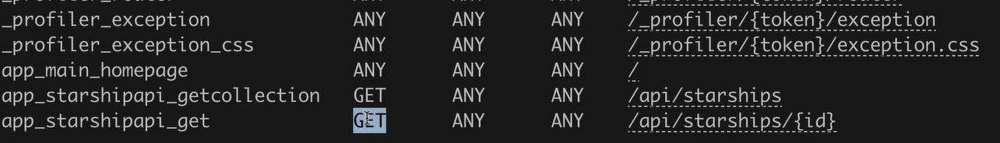 _profiler_exception ANY ANY ANY /_profiler/{token}/exception
_profiler_exception_css ANY ANY ANY /_profiler/{token}/exception.css
app_main_homepage ANY ANY ANY /
app_starshipapi_getcollection GET ANY ANY /api/starships
app_starshipapi_get GET ANY ANY /api/starships/{id}